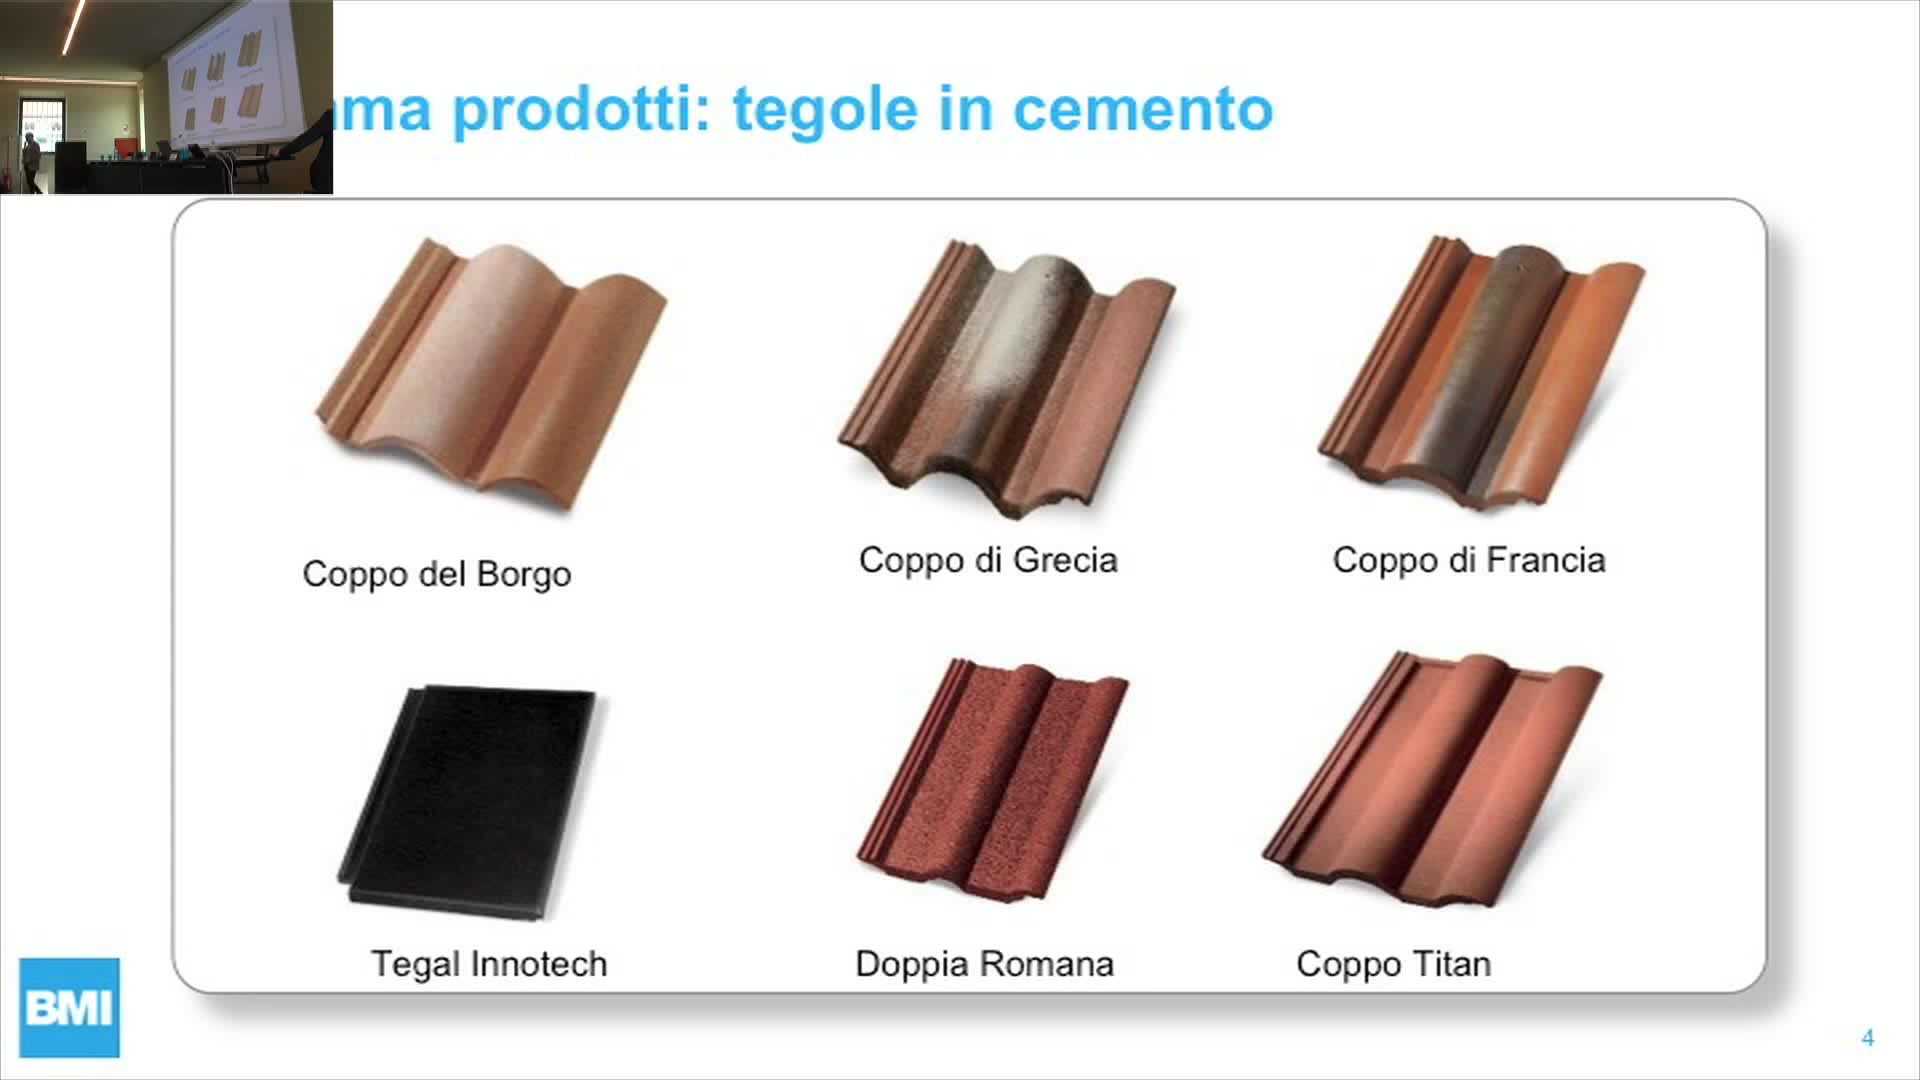 ma prodotti: tegole in cemento
Coppo del Borgo
Coppo di Grecia
Coppo di Francia
Tegal Innotech
Doppia Romana
Coppo Titan
BMI
4